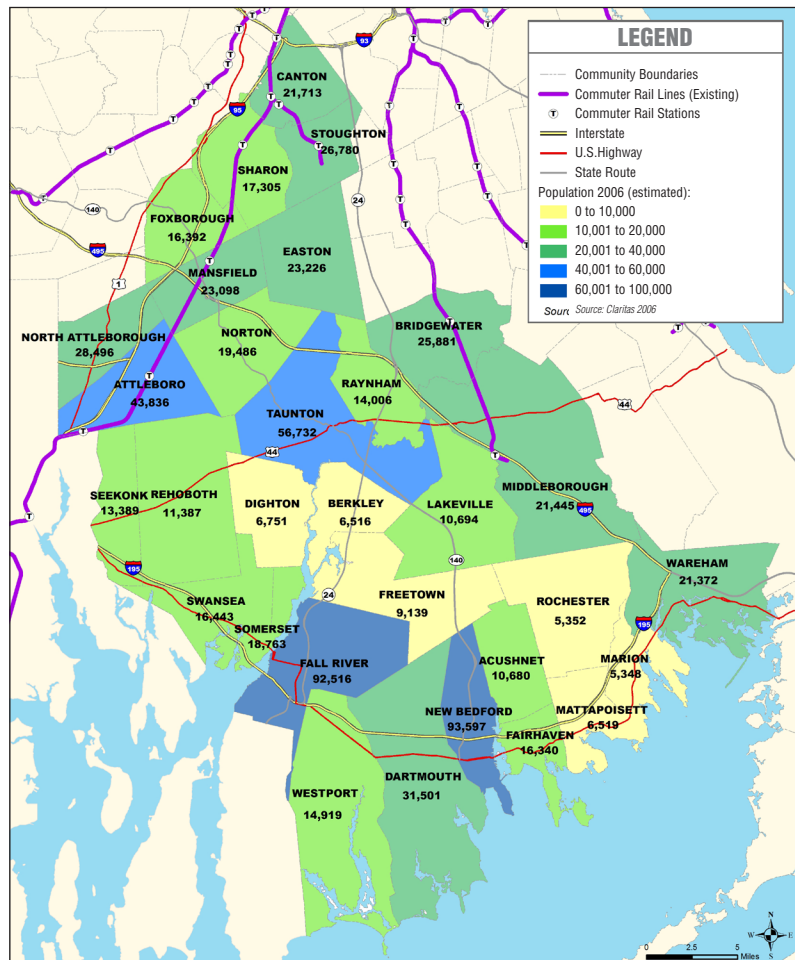 LEGEND
Community Boundaries
Commuter Rail Lines (Existing)
T Commuter Rail Stations
Interstate
U.S.Highway
State Route
Population 2006 (estimated):
0 to 10,000
10,001 to 20,000
20,001 to 40,000
40,001 to 60,000
60,001 to 100,000
Sourc Source: Claritas 2006
93
CANTON
21,713
95
STOUGHTON
26,780
SHARON
17,305
24
140
FOXBOROUGH
16,392
495
EASTON
23,226
MANSFIELD
23,098
1
NORTH ATTLEBOROUGH
28,496
NORTON
19,486
BRIDGEWATER
25,881
ATTLEBORO
43,836
RAYNHAM
14,006
44
TAUNTON
56,732
44
SEEKONK
13,389
REHOBOTH
11,387
DIGHTON
6,751
BERKLEY
6,516
LAKEVILLE
10,694
MIDDLEBOROUGH
21,445
495
195
140
WAREHAM
21,372
24
FREETOWN
9,139
ROCHESTER
5,352
SWANSEA
16,443
195
SOMERSET
18,763
FALL RIVER
92,516
ACUSHNET
10,680
MARION
5,348
NEW BEDFORD
93,597
MATTAPOISETT
6,519
FAIRHAVEN
16,340
WESTPORT
14,919
DARTMOUTH
31,501
N
W E
S
0 2.5 5
Miles